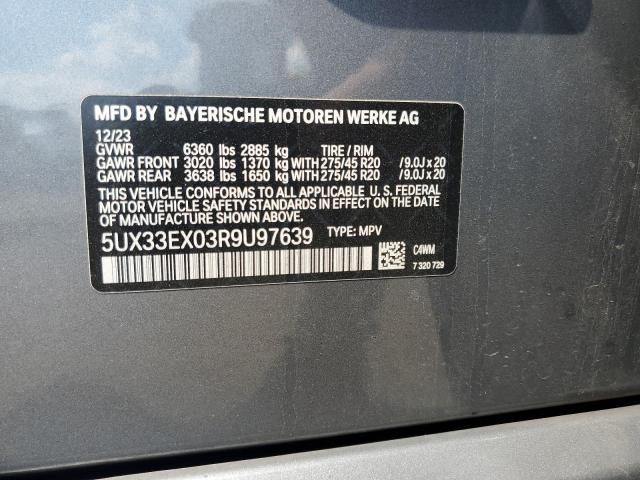 MFD BY BAYERISCHE MOTOREN WERKE AG
12/23
GVWR 6360 lbs 2885 kg TIRE / RIM
GAWR FRONT 3020 lbs 1370 kg WITH 275/45 R20 /9.0J x 20
GAWR REAR 3638 lbs 1650 kg WITH 275/45 R20 /9.0J x 20
THIS VEHICLE CONFORMS TO ALL APPLICABLE U. S. FEDERAL
MOTOR VEHICLE SAFETY STANDARDS IN EFFECT ON THE DATE
OF MANUFACTURE SHOWN ABOVE.
5UX33EX03R9U97639 TYPE: MPV
C4WM
7 320 729